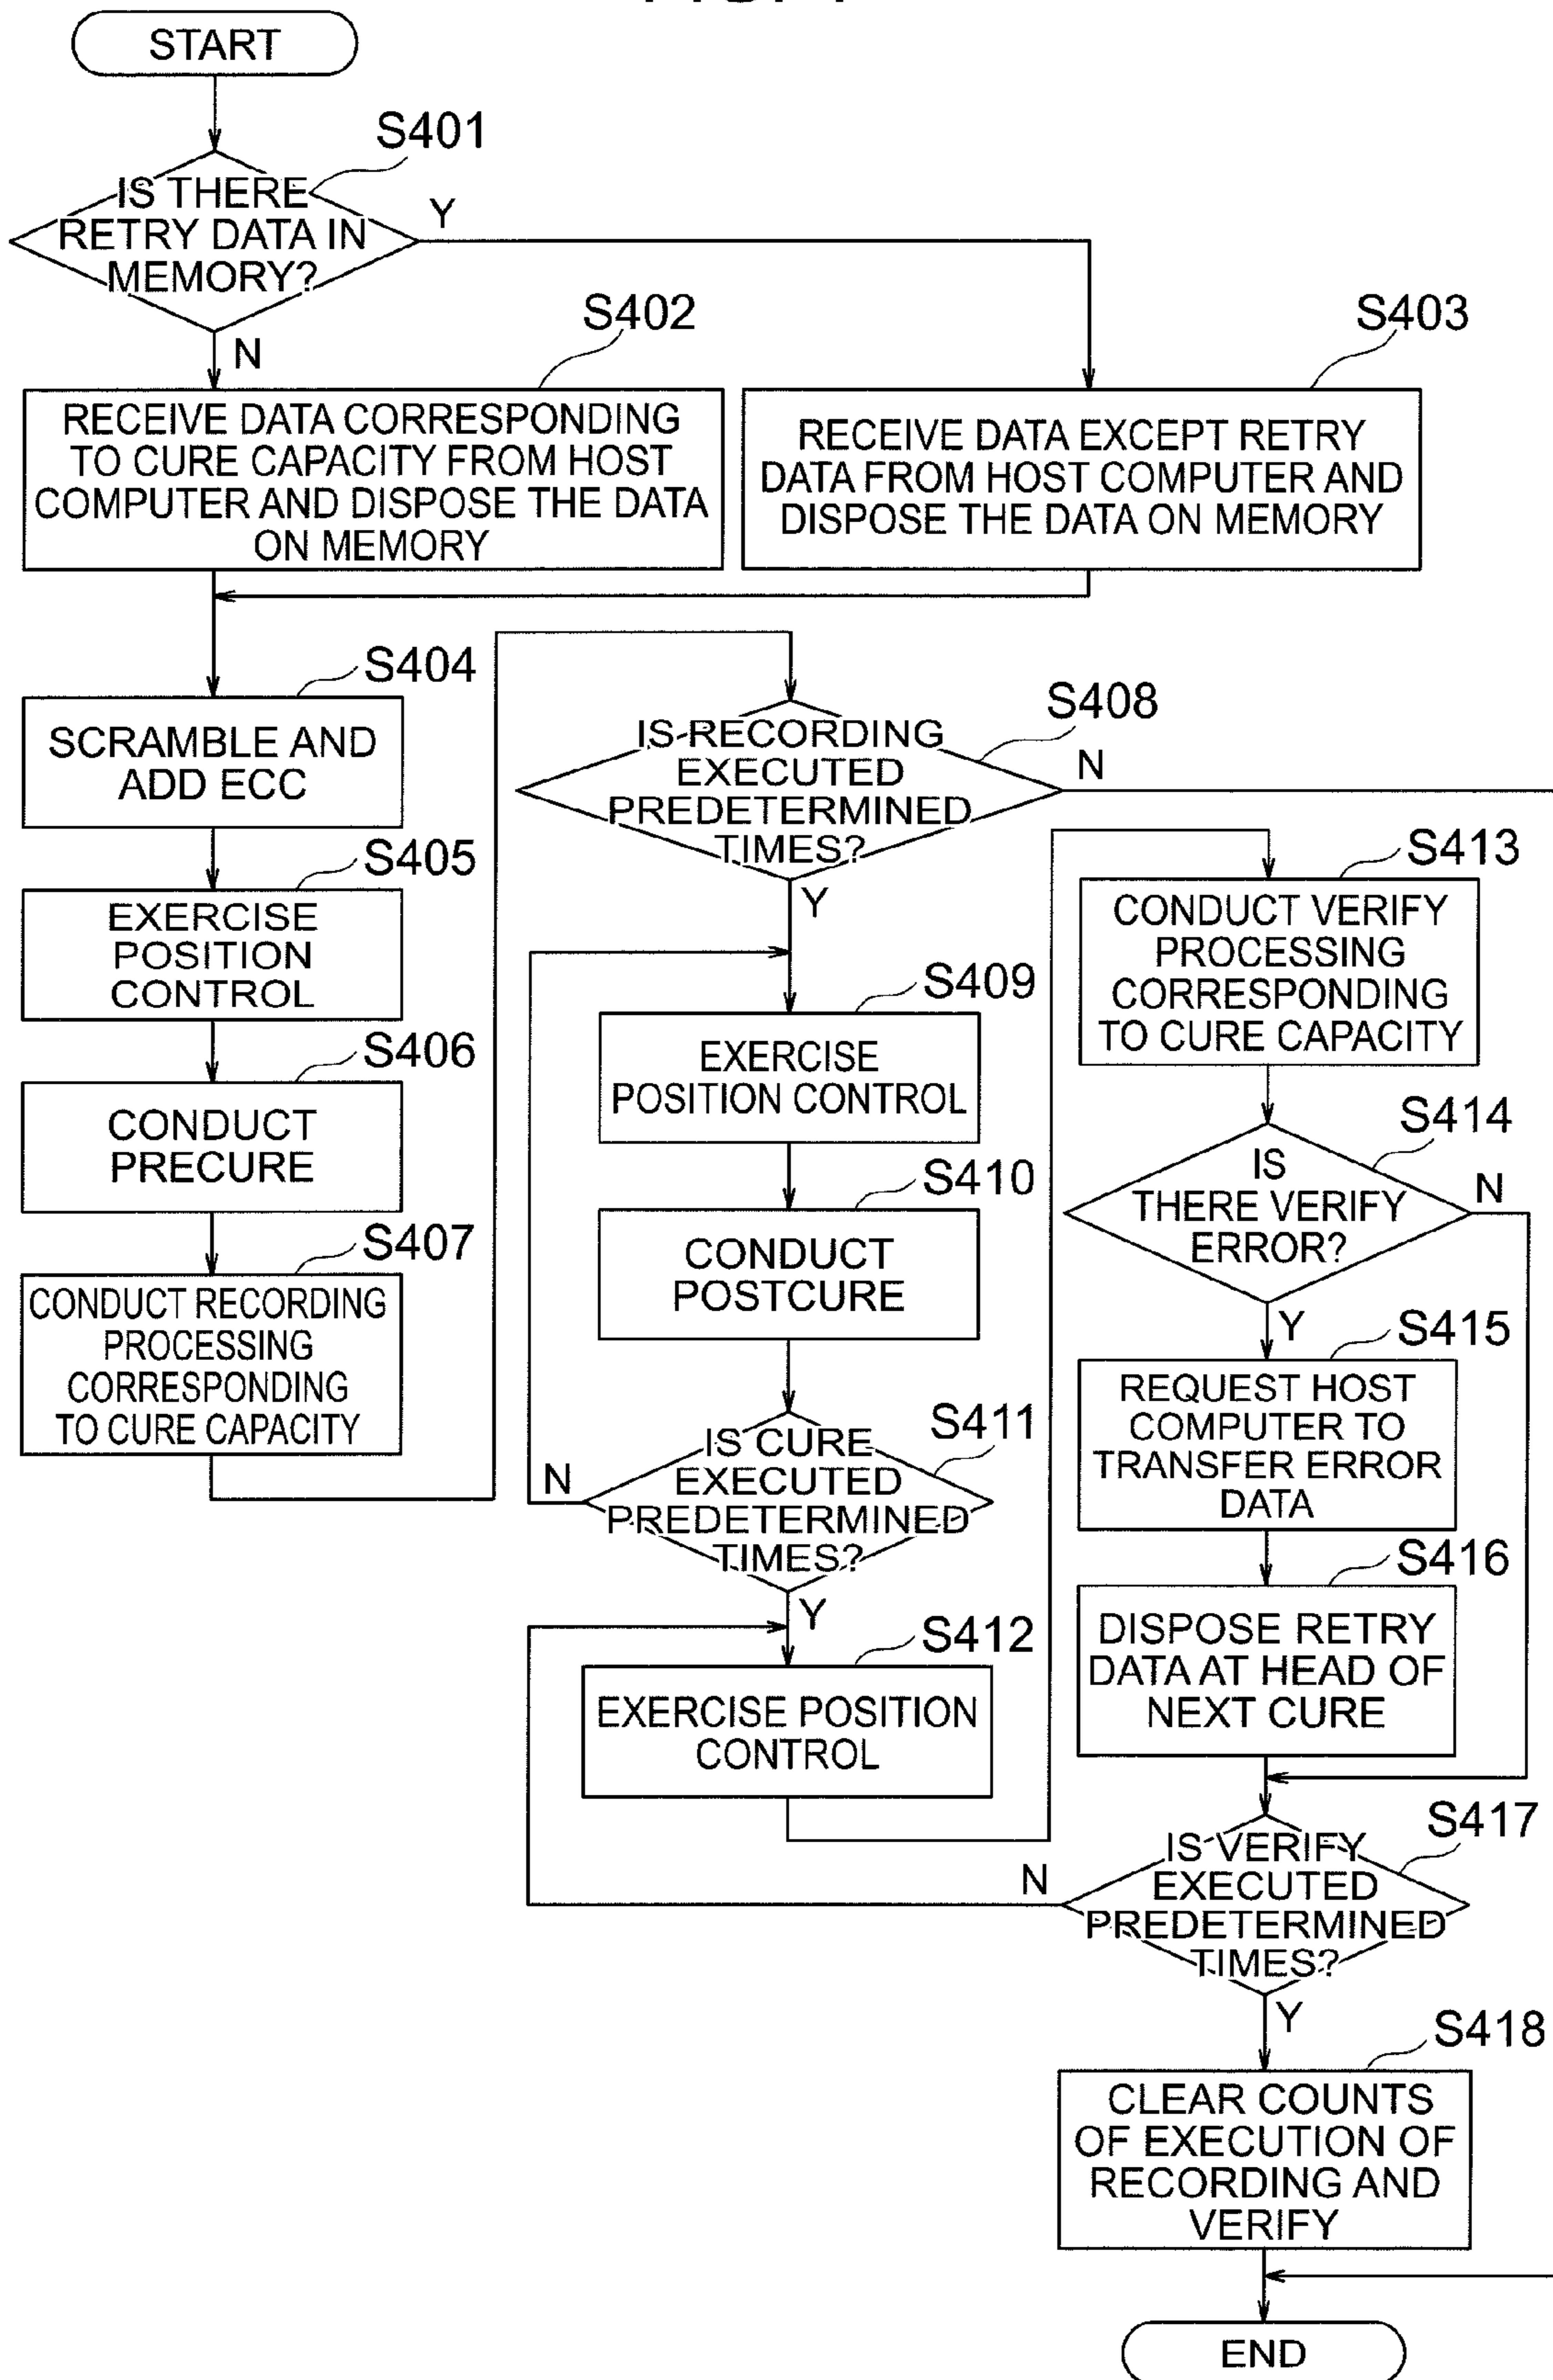 START
S401
IS THERE
RETRY DATA IN
MEMORY?
Y
N
S402
RECEIVE DATA CORRESPONDING
TO CURE CAPACITY FROM HOST
COMPUTER AND DISPOSE THE DATA
ON MEMORY
S403
RECEIVE DATA EXCEPT RETRY
DATA FROM HOST COMPUTER AND
DISPOSE THE DATA ON MEMORY
S404
SCRAMBLE AND
ADD ECC
S405
EXERCISE
POSITION
CONTROL
S406
CONDUCT
PRECURE
S407
CONDUCT RECORDING
PROCESSING
CORRESPONDING
TO CURE CAPACITY
S408
IS RECORDING
EXECUTED
PREDETERMINED
TIMES?
N
Y
S409
EXERCISE
POSITION CONTROL
S410
CONDUCT
POSTCURE
S411
IS CURE
EXECUTED
PREDETERMINED
TIMES?
N
Y
S412
EXERCISE POSITION
CONTROL
S413
CONDUCT VERIFY
PROCESSING
CORRESPONDING
TO CURE CAPACITY
S414
IS
THERE VERIFY
ERROR?
N
Y
S415
REQUEST HOST
COMPUTER TO
TRANSFER ERROR
DATA
S416
DISPOSE RETRY
DATA AT HEAD OF
NEXT CURE
S417
IS VERIFY
EXECUTED
PREDETERMINED
TIMES?
N
Y
S418
CLEAR COUNTS
OF EXECUTION OF
RECORDING AND
VERIFY
END